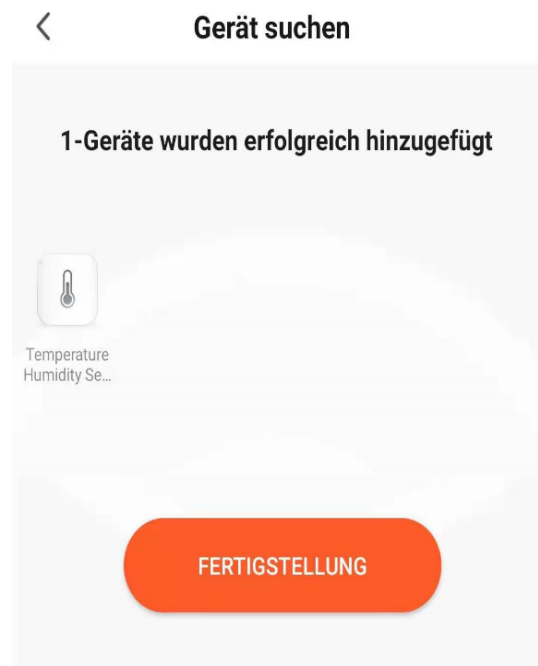 Gerät suchen
1-Geräte wurden erfolgreich hinzugefügt
Temperature
Humidity Se...
FERTIGSTELLUNG